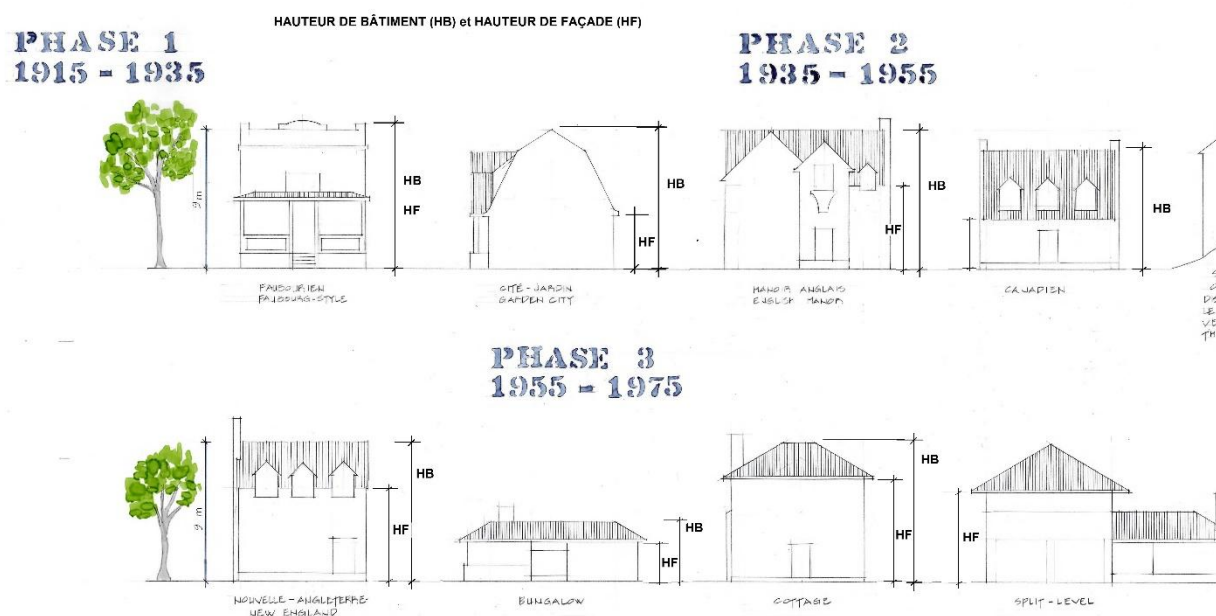 HAUTEUR DE BÂTIMENT (HB) et HAUTEUR DE FAÇADE (HF)
PHASE 1
1915 - 1935
PHASE 2
1935 - 1955
9 m
HB
HF
HF
HB
HF
HB
HB
FAUBOURIEN
FAUBOURG-STYLE
CITÉ-JARDIN
GARDEN CITY
MANOIR ANGLAIS
ENGLISH MANOR
CANADIEN
PHASE 3
1955 - 1975
9 m
HB
HF
HB
HF
HB
HF
HF
NOUVELLE-ANGLETERRE-
NEW ENGLAND
BUNGALOW
COTTAGE
SPLIT-LEVEL